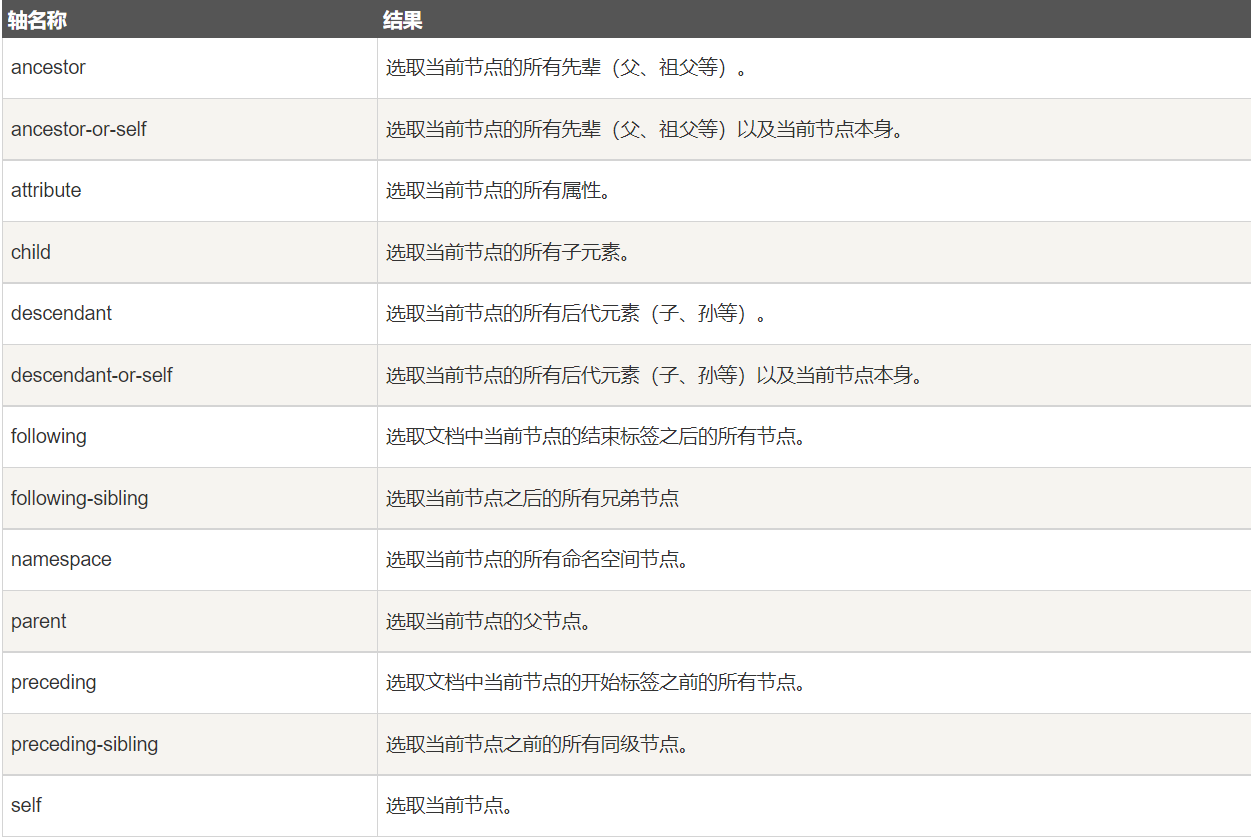 轴名称 结果
ancestor 选取当前节点的所有先辈（父、祖父等）。
ancestor-or-self 选取当前节点的所有先辈（父、祖父等）以及当前节点本身。
attribute 选取当前节点的所有属性。
child 选取当前节点的所有子元素。
descendant 选取当前节点的所有后代元素（子、孙等）。
descendant-or-self 选取当前节点的所有后代元素（子、孙等）以及当前节点本身。
following 选取文档中当前节点的结束标签之后的所有节点。
following-sibling 选取当前节点之后的所有兄弟节点
namespace 选取当前节点的所有命名空间节点。
parent 选取当前节点的父节点。
preceding 选取文档中当前节点的开始标签之前的所有节点。
preceding-sibling 选取当前节点之前的所有同级节点。
self 选取当前节点。